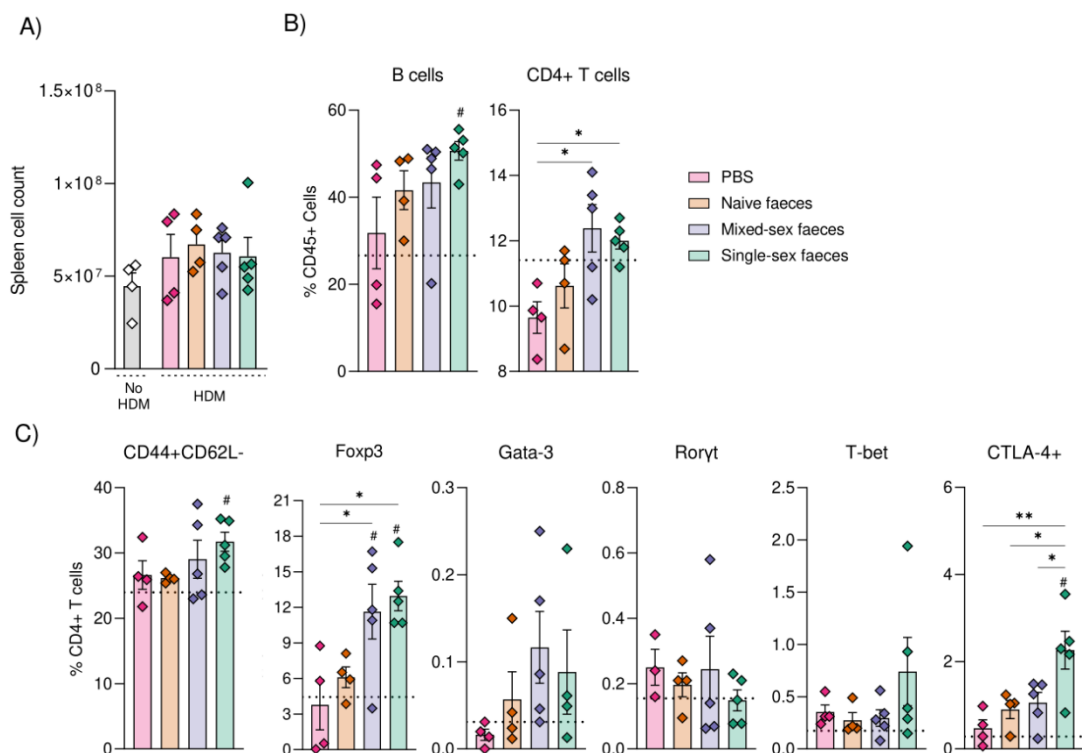 A)
Spleen cell count
1.5×10⁸
1×10⁸
5×10⁷
0
No
HDM
HDM
B)
B cells
% CD45+ Cells
60
40
20
0
#
CD4+ T cells
16
14
12
10
8
*
*
PBS
Naive faeces
Mixed-sex faeces
Single-sex faeces
C)
CD44+CD62L-
% CD4+ T cells
40
30
20
10
0
#
Foxp3
21
18
15
12
9
6
3
0
*
*
#
#
Gata-3
0.3
0.2
0.1
0.0
Rorγt
0.8
0.6
0.4
0.2
0.0
T-bet
2.5
2.0
1.5
1.0
0.5
0.0
CTLA-4+
6
4
2
0
**
*
*
#